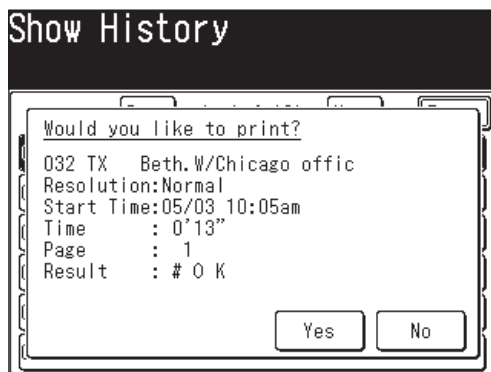 Show History
Would you like to print?
032 TX Beth.W/Chicago offic
Resolution:Normal
Start Time:05/03 10:05am
Time : 0'13"
Page : 1
Result : # O K
Yes No